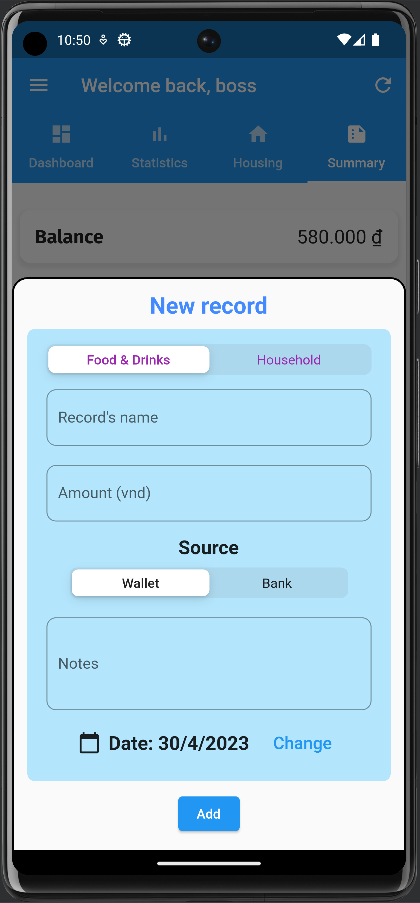 10:50
Welcome back, boss
Dashboard Statistics Housing Summary
Balance 580.000 ₫
New record
Food & Drinks Household
Record's name
Amount (vnd)
Source
Wallet Bank
Notes
Date: 30/4/2023 Change
Add